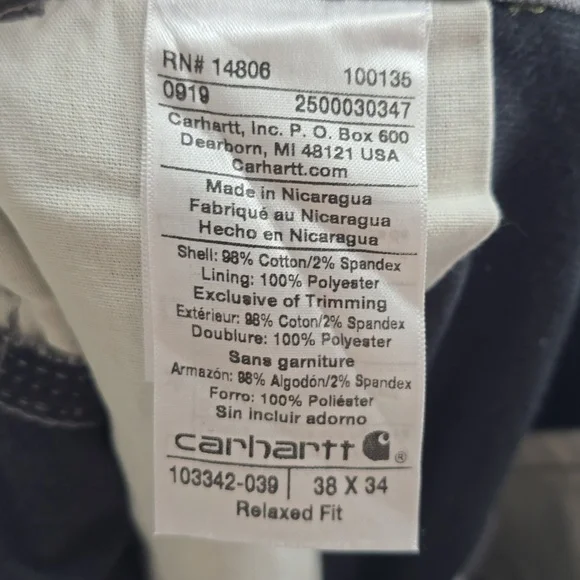 RN# 14806 100135
0919 2500030347
Carhartt, Inc. P. O. Box 600
Dearborn, MI 48121 USA
Carhartt.com
Made in Nicaragua
Fabriqué au Nicaragua
Hecho en Nicaragua
Shell: 98% Cotton/2% Spandex
Lining: 100% Polyester
Exclusive of Trimming
Extérieur: 98% Coton/2% Spandex
Doublure: 100% Polyester
Sans garniture
Armazón: 98% Algodón/2% Spandex
Forro: 100% Poliéster
Sin incluir adorno
carhartt ®
103342-039 | 38 X 34
Relaxed Fit